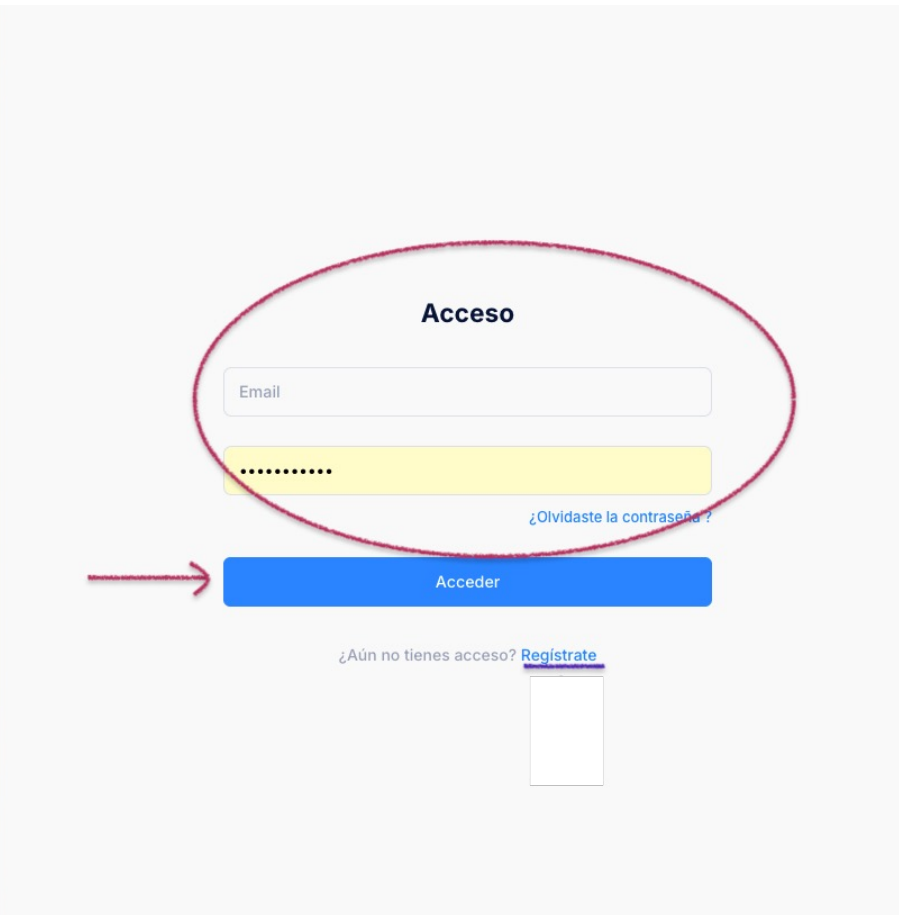 Acceso
Email
•••••••••••
¿Olvidaste la contraseña ?
Acceder
¿Aún no tienes acceso? Regístrate